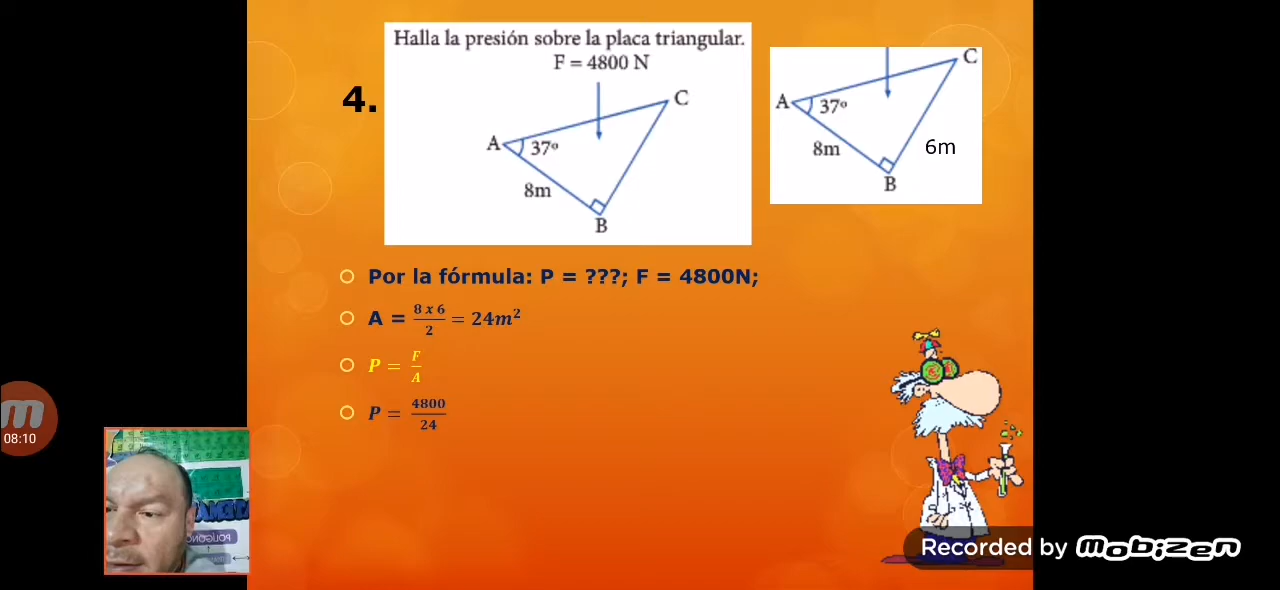 4.
Halla la presión sobre la placa triangular.
F = 4800 N
C
A
37º
8m
B
C
A
37º
8m
6m
B
Por la fórmula: P = ???; F = 4800N;
A = 8 x 6 / 2 = 24m²
P = F / A
P = 4800 / 24
08:10
POLÍGONO
Recorded by mobizen